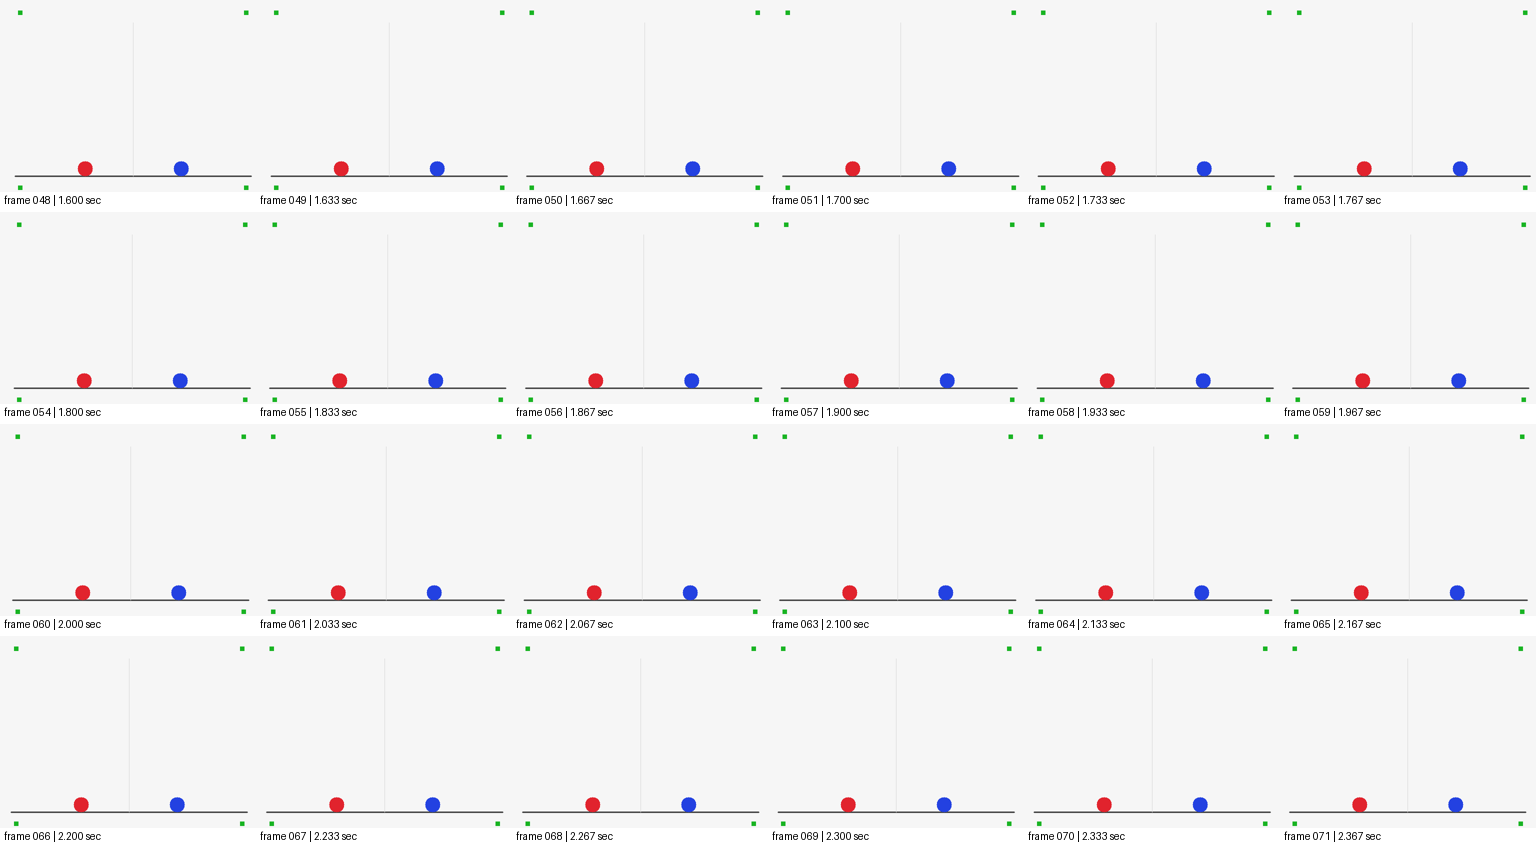 frame 048 | 1.600 sec
frame 049 | 1.633 sec
frame 050 | 1.667 sec
frame 051 | 1.700 sec
frame 052 | 1.733 sec
frame 053 | 1.767 sec
frame 054 | 1.800 sec
frame 055 | 1.833 sec
frame 056 | 1.867 sec
frame 057 | 1.900 sec
frame 058 | 1.933 sec
frame 059 | 1.967 sec
frame 060 | 2.000 sec
frame 061 | 2.033 sec
frame 062 | 2.067 sec
frame 063 | 2.100 sec
frame 064 | 2.133 sec
frame 065 | 2.167 sec
frame 066 | 2.200 sec
frame 067 | 2.233 sec
frame 068 | 2.267 sec
frame 069 | 2.300 sec
frame 070 | 2.333 sec
frame 071 | 2.367 sec